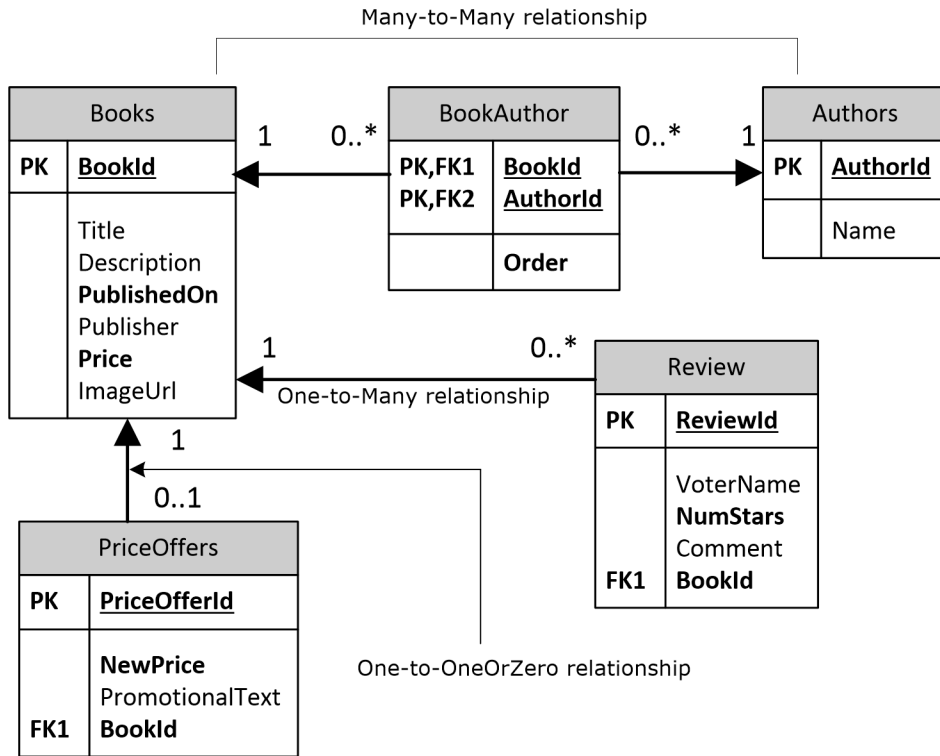 Many-to-Many relationship
Books
PK BookId
Title
Description
PublishedOn
Publisher
Price
ImageUrl
1
0..*
BookAuthor
PK,FK1 BookId
PK,FK2 AuthorId
Order
0..*
1
Authors
PK AuthorId
Name
1
0..*
One-to-Many relationship
Review
PK ReviewId
VoterName
NumStars
Comment
FK1 BookId
1
0..1
PriceOffers
PK PriceOfferId
NewPrice
PromotionalText
FK1 BookId
One-to-OneOrZero relationship